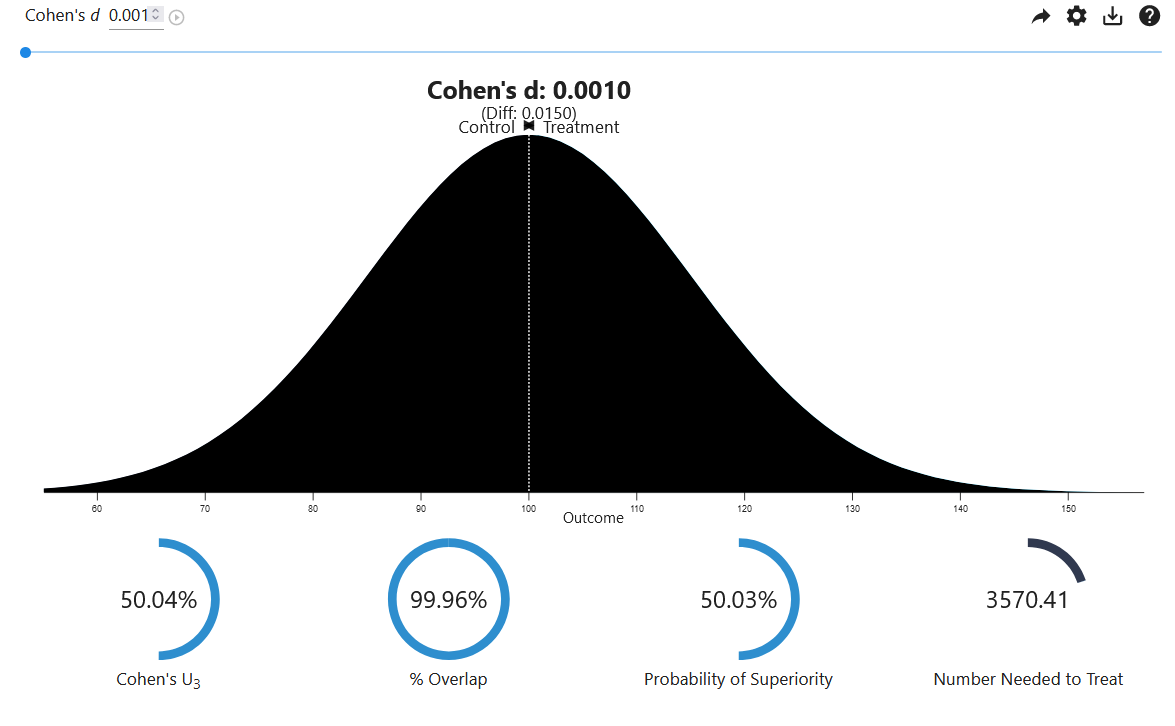 Cohen's d 0.001
Cohen's d: 0.0010
(Diff: 0.0150)
Control Treatment
60 70 80 90 100 110 120 130 140 150
Outcome
50.04% 99.96% 50.03% 3570.41
Cohen's U3 % Overlap Probability of Superiority Number Needed to Treat